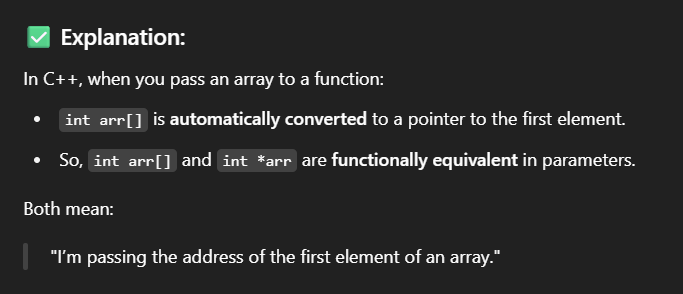 ✅ Explanation:
In C++, when you pass an array to a function:
• int arr[] is automatically converted to a pointer to the first element.
• So, int arr[] and int *arr are functionally equivalent in parameters.
Both mean:
"I’m passing the address of the first element of an array."